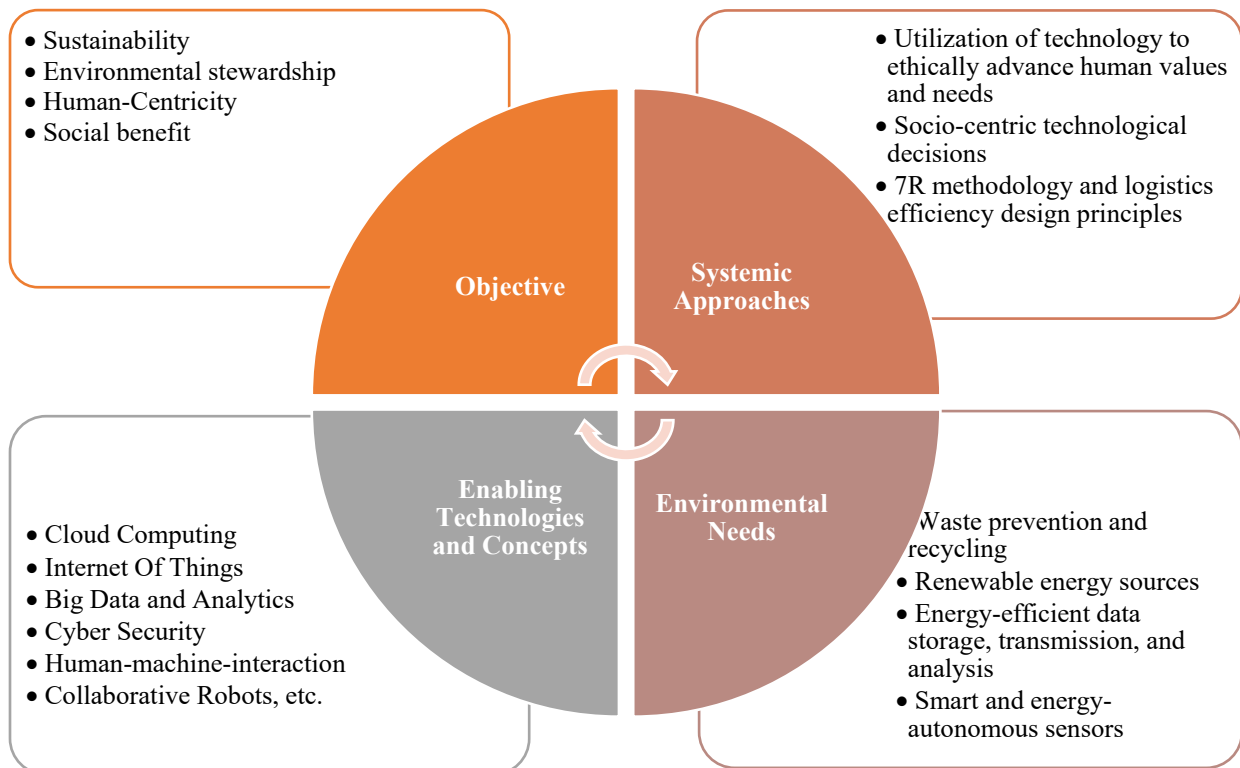 • Sustainability
• Environmental stewardship
• Human-Centricity
• Social benefit
• Utilization of technology to
ethically advance human values
and needs
• Socio-centric technological
decisions
• 7R methodology and logistics
efficiency design principles
Objective
Systemic
Approaches
Enabling
Technologies
and Concepts
Environmental
Needs
• Cloud Computing
• Internet Of Things
• Big Data and Analytics
• Cyber Security
• Human-machine-interaction
• Collaborative Robots, etc.
Waste prevention and
recycling
• Renewable energy sources
• Energy-efficient data
storage, transmission, and
analysis
• Smart and energy-
autonomous sensors